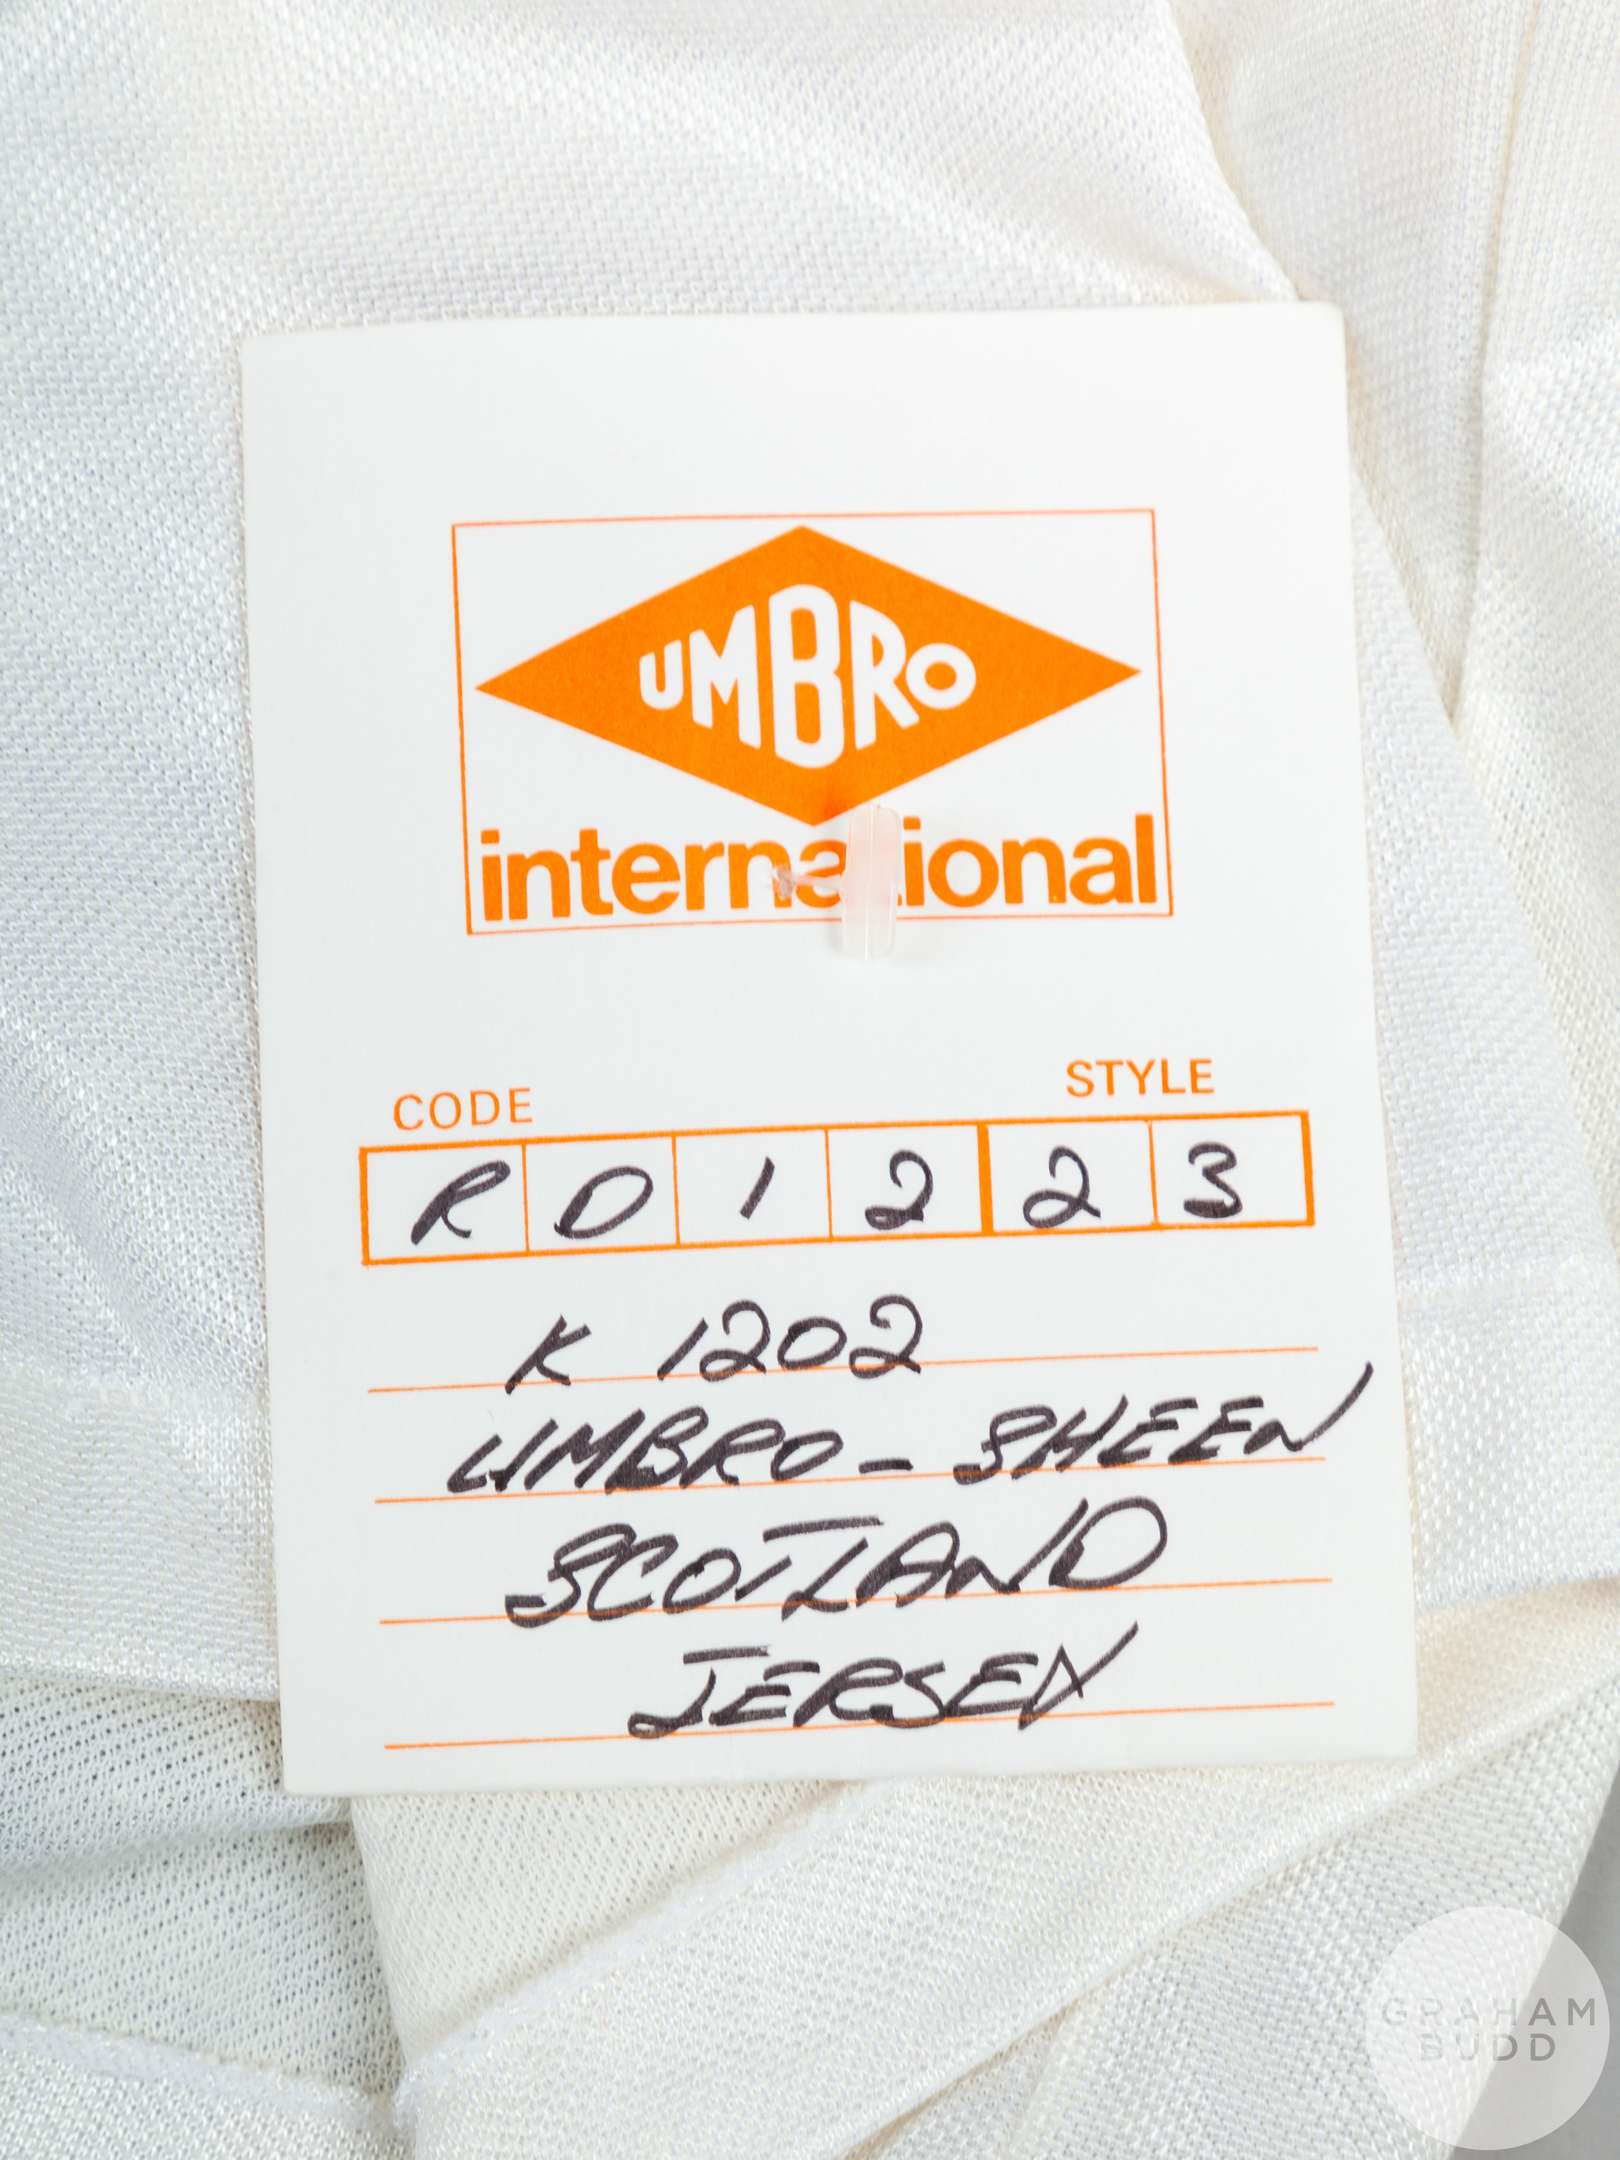 UMBRO
international
CODE STYLE
R D 1 2 2 3
K 1202
UMBRO - SHEEN
SCOTLAND
JERSEY
GRAHAM
BUDD